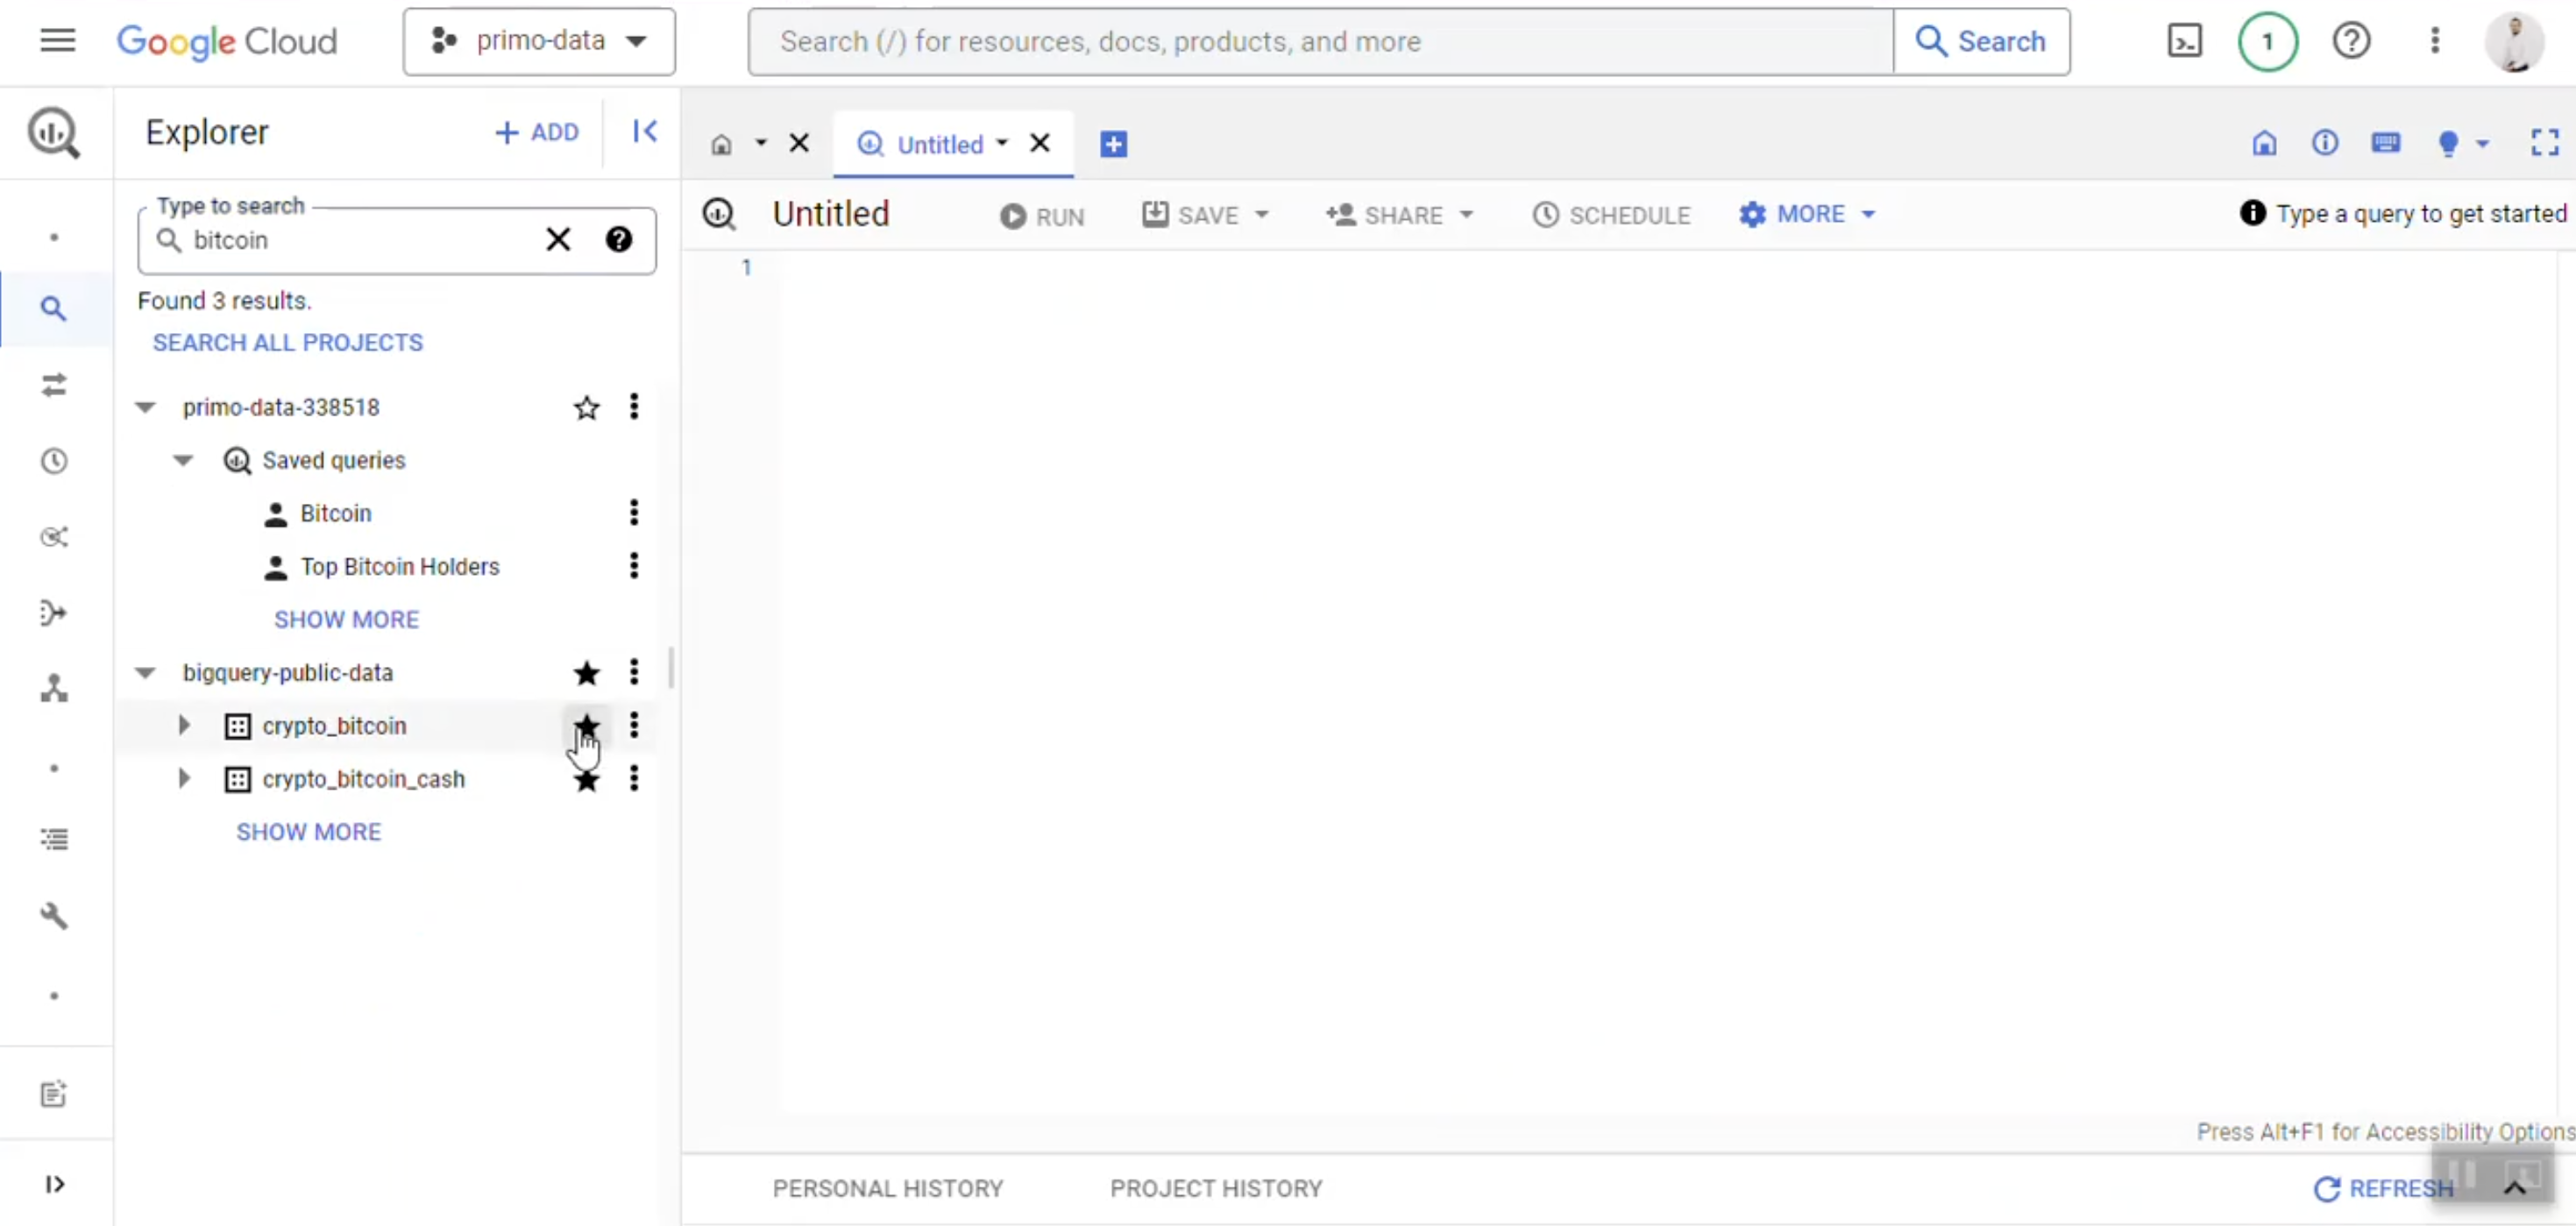 Google Cloud
primo-data
Search (/) for resources, docs, products, and more
Search
1
Explorer
+ ADD
Untitled
Type to search
bitcoin
Untitled
RUN
SAVE
SHARE
SCHEDULE
MORE
Type a query to get started
1
Found 3 results.
SEARCH ALL PROJECTS
primo-data-338518
Saved queries
Bitcoin
Top Bitcoin Holders
SHOW MORE
bigquery-public-data
crypto_bitcoin
crypto_bitcoin_cash
SHOW MORE
Press Alt+F1 for Accessibility Options
PERSONAL HISTORY
PROJECT HISTORY
REFRESH